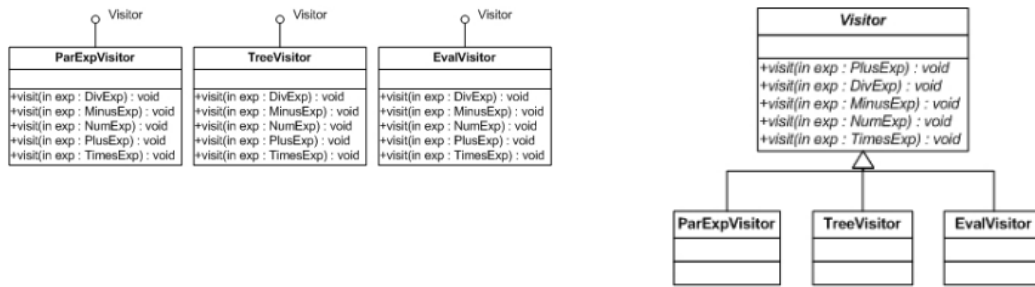 Visitor
ParExpVisitor
+visit(in exp : DivExp) : void
+visit(in exp : MinusExp) : void
+visit(in exp : NumExp) : void
+visit(in exp : PlusExp) : void
+visit(in exp : TimesExp) : void
Visitor
TreeVisitor
+visit(in exp : DivExp) : void
+visit(in exp : MinusExp) : void
+visit(in exp : NumExp) : void
+visit(in exp : PlusExp) : void
+visit(in exp : TimesExp) : void
Visitor
EvalVisitor
+visit(in exp : DivExp) : void
+visit(in exp : MinusExp) : void
+visit(in exp : NumExp) : void
+visit(in exp : PlusExp) : void
+visit(in exp : TimesExp) : void
Visitor
+visit(in exp : PlusExp) : void
+visit(in exp : DivExp) : void
+visit(in exp : MinusExp) : void
+visit(in exp : NumExp) : void
+visit(in exp : TimesExp) : void
ParExpVisitor
TreeVisitor
EvalVisitor